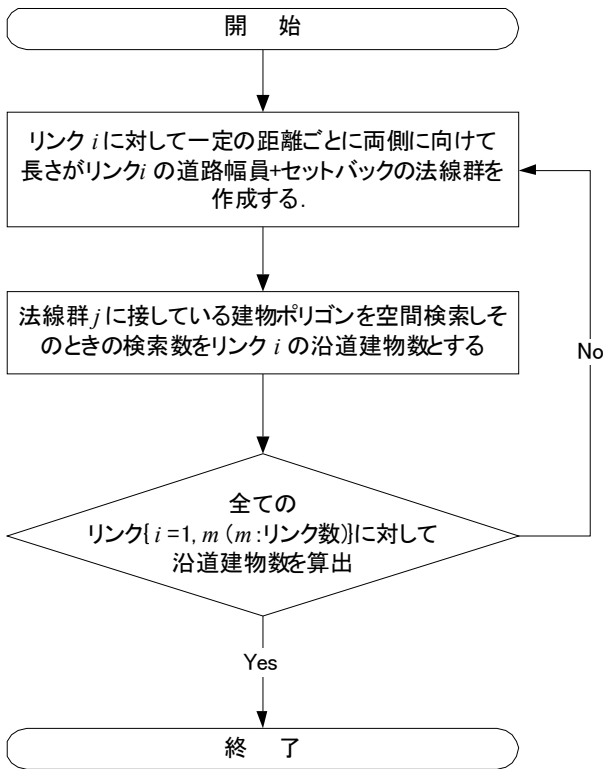 開 始
リンク i に対して一定の距離ごとに両側に向けて
長さがリンクi の道路幅員+セットバックの法線群を
作成する.
法線群j に接している建物ポリゴンを空間検索しそ
のときの検索数をリンク i の沿道建物数とする
No
全ての
リンク{ i =1, m (m :リンク数)}に対して
沿道建物数を算出
Yes
終 了